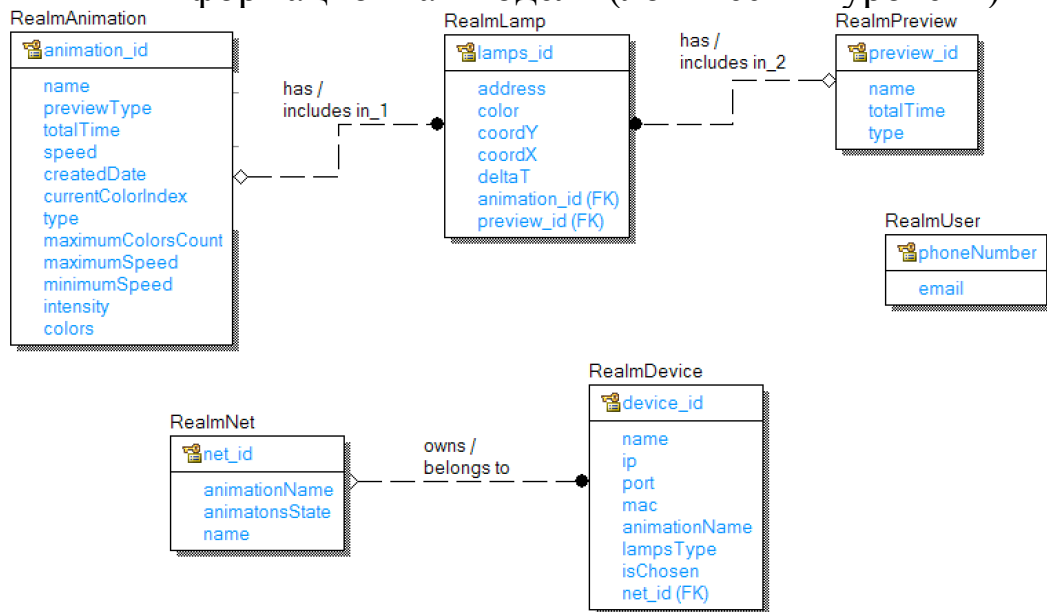 RealmAnimation
animation_id
name
previewType
totalTime
speed
createdDate
currentColorIndex
type
maximumColorsCount
maximumSpeed
minimumSpeed
intensity
colors
has /
includes in_1
RealmLamp
lamps_id
address
color
coordY
coordX
deltaT
animation_id (FK)
preview_id (FK)
has /
includes in_2
RealmPreview
preview_id
name
totalTime
type
RealmUser
phoneNumber
email
RealmNet
net_id
animationName
animatonsState
name
owns /
belongs to
RealmDevice
device_id
name
ip
port
mac
animationName
lampsType
isChosen
net_id (FK)